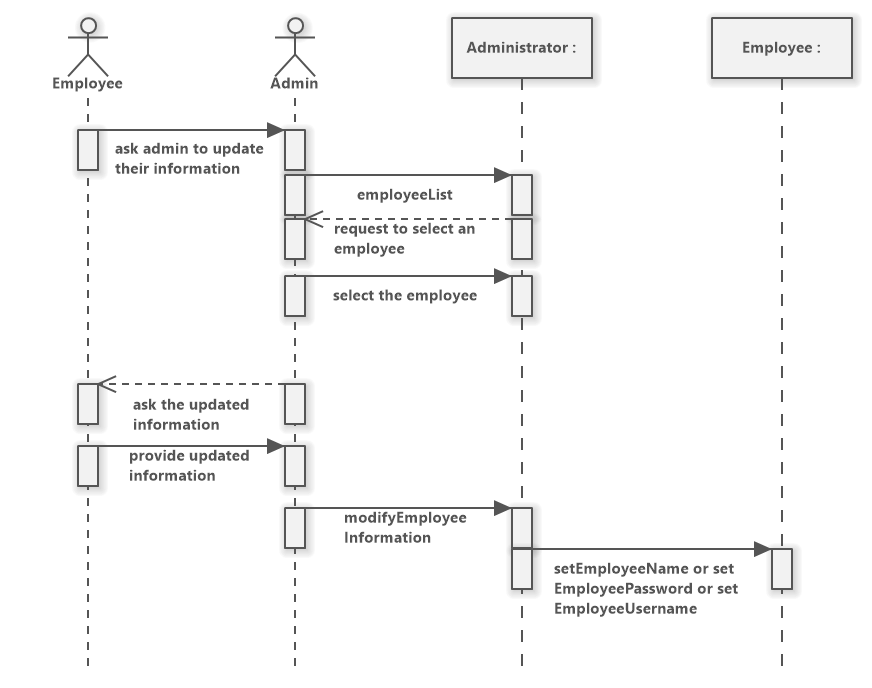 Employee
Admin
Administrator :
Employee :
ask admin to update
their information
employeeList
request to select an
employee
select the employee
ask the updated
information
provide updated
information
modifyEmployee
Information
setEmployeeName or set
EmployeePassword or set
EmployeeUsername